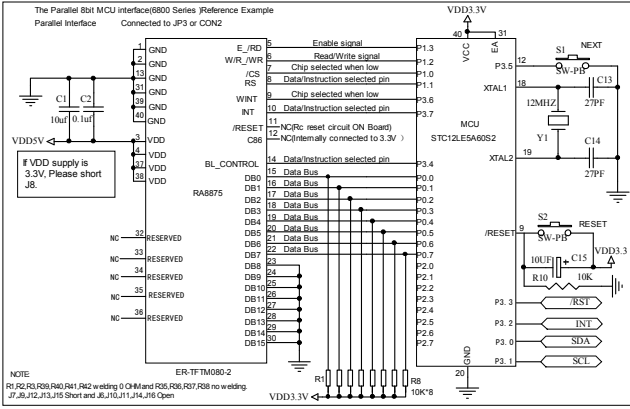 The Parallel 8bit MCU interface(6800 Series )Reference Example
Parallel Interface Connected to JP3 or CON2
VDD3.3V
1 GND
2 GND
13 GND
31 GND
39 GND
40 GND
C1 C2
10uf 0.1uf
VDD5V
3 VDD
4 VDD
37 VDD
38 VDD
If VDD supply is
3.3V, Please short
J8.
NC 32 RESERVED
NC 33 RESERVED
NC 34 RESERVED
NC 35 RESERVED
NC 36 RESERVED
RA8875
ER-TFTM080-2
E_/RD 5 Enable signal P1.3
W/R_/WR 6 Read/Write signal P1.2
/CS 7 Chip selected when low P1.0
RS 8 Data/Instruction selected pin P1.1
WINT 9 Chip selected when low P3.6
INT 10 Data/Instruction selected pin P3.7
/RESET 11 NC(Rc reset circuit ON Board)
C86 12 NC(Internally connected to 3.3V )
BL_CONTROL 14 Data/Instruction selected pin P3.4
DB0 15 Data Bus P0.0
DB1 16 Data Bus P0.1
DB2 17 Data Bus P0.2
DB3 18 Data Bus P0.3
DB4 19 Data Bus P0.4
DB5 20 Data Bus P0.5
DB6 21 Data Bus P0.6
DB7 22 Data Bus P0.7
DB8 23
DB9 24
DB10 25
DB11 26
DB12 27
DB13 28
DB14 29
DB15 30
P2.0
P2.1
P2.2
P2.3
P2.4
P2.5
P2.6
P2.7
R1 R8
10K*8
VDD3.3V
40 31
VCC EA
MCU
STC12LE5A60S2
GND
20
P3.5 12
S1 NEXT
SW-PB
XTAL1 18
C13
27PF
12MHZ
Y1
XTAL2 19
C14
27PF
/RESET 9
S2 RESET
SW-PB
VDD3.3
10UF + C15
R10 10K
P3. 3 /RST
P3. 2 INT
P3. 0 SDA
P3. 1 SCL
NOTE
R1,R2,R3,R39,R40,R41,R42 welding 0 OHM and R35,R36,R37,R38 no welding.
J7,J9,J12,J13,J15 Short and J6,J10,J11,J14,J16 Open